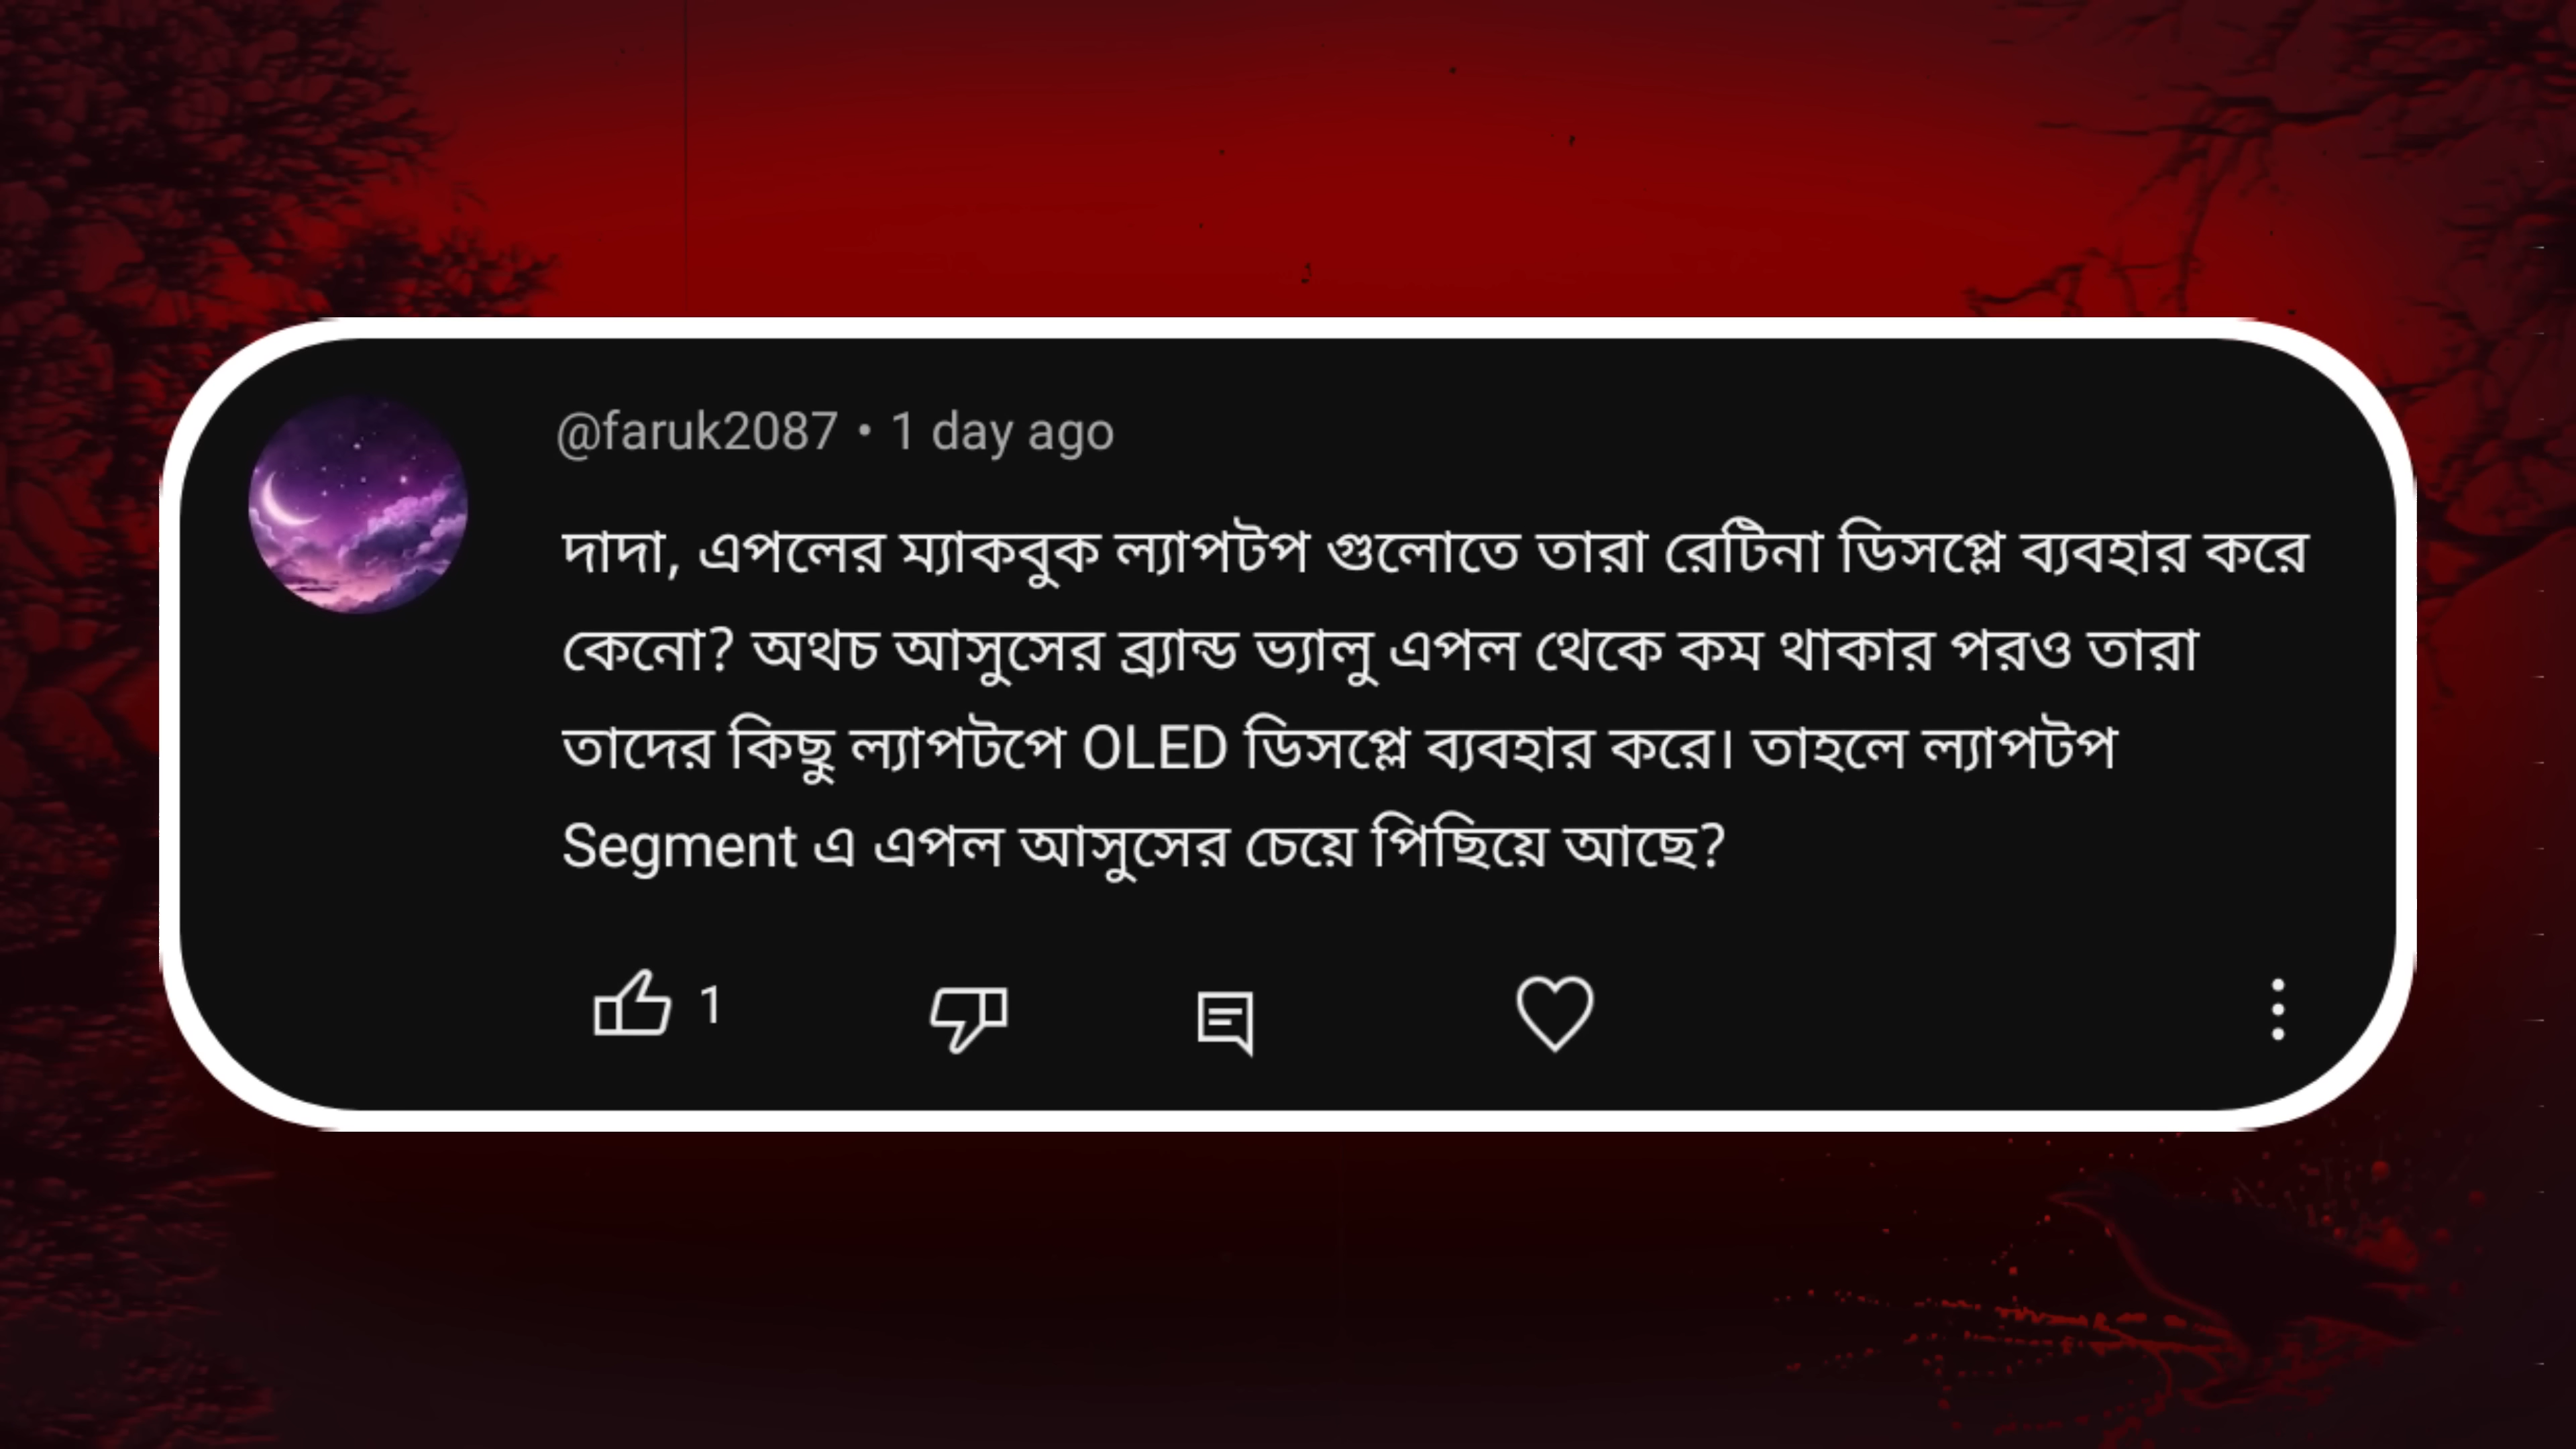 @faruk2087 • 1 day ago
দাদা, এপলের ম্যাকবুক ল্যাপটপ গুলোতে তারা রেটিনা ডিসপ্লে ব্যবহার করে
কেনো? অথচ আসুসের ব্র্যান্ড ভ্যালু এপল থেকে কম থাকার পরও তারা
তাদের কিছু ল্যাপটপে OLED ডিসপ্লে ব্যবহার করে। তাহলে ল্যাপটপ
Segment এ এপল আসুসের চেয়ে পিছিয়ে আছে?
1